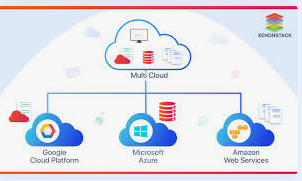 XENONSTACK
Multi Cloud
Google
Cloud Platform
Microsoft
Azure
Amazon
Web Services